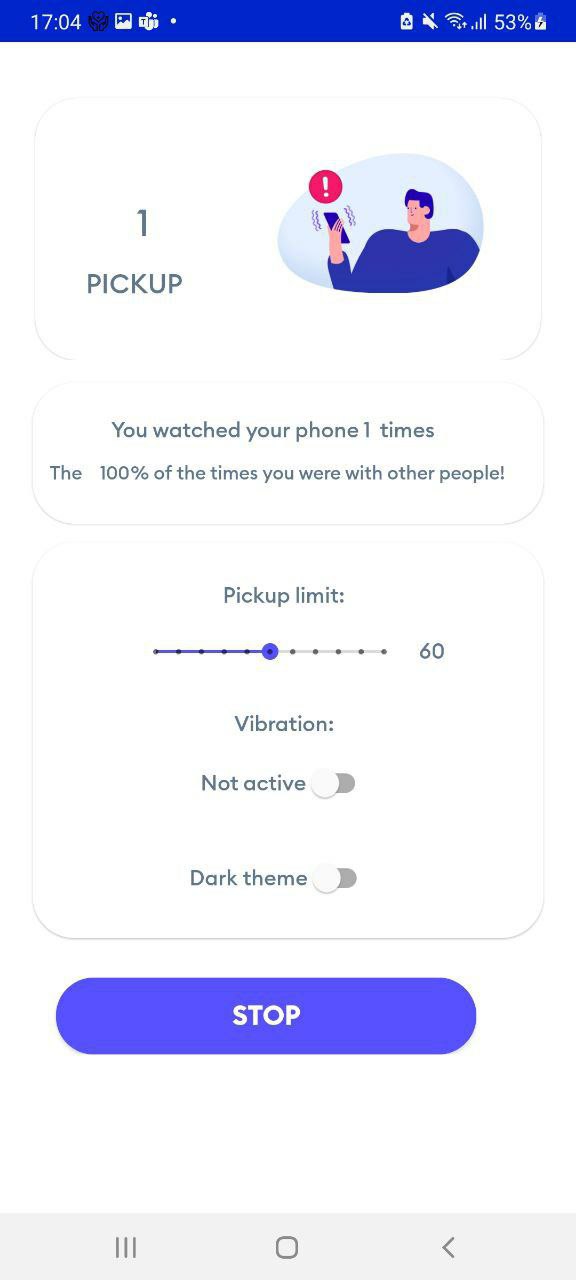 17:04 53%
1
PICKUP
You watched your phone 1 times
The 100% of the times you were with other people!
Pickup limit:
60
Vibration:
Not active
Dark theme
STOP